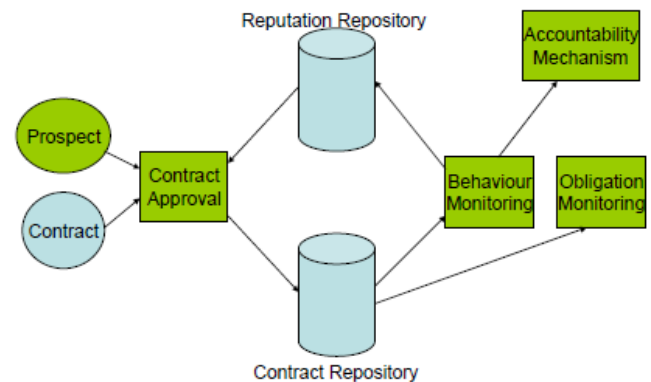 Reputation Repository
Accountability
Mechanism
Prospect
Contract
Approval
Behaviour
Monitoring
Obligation
Monitoring
Contract
Contract Repository